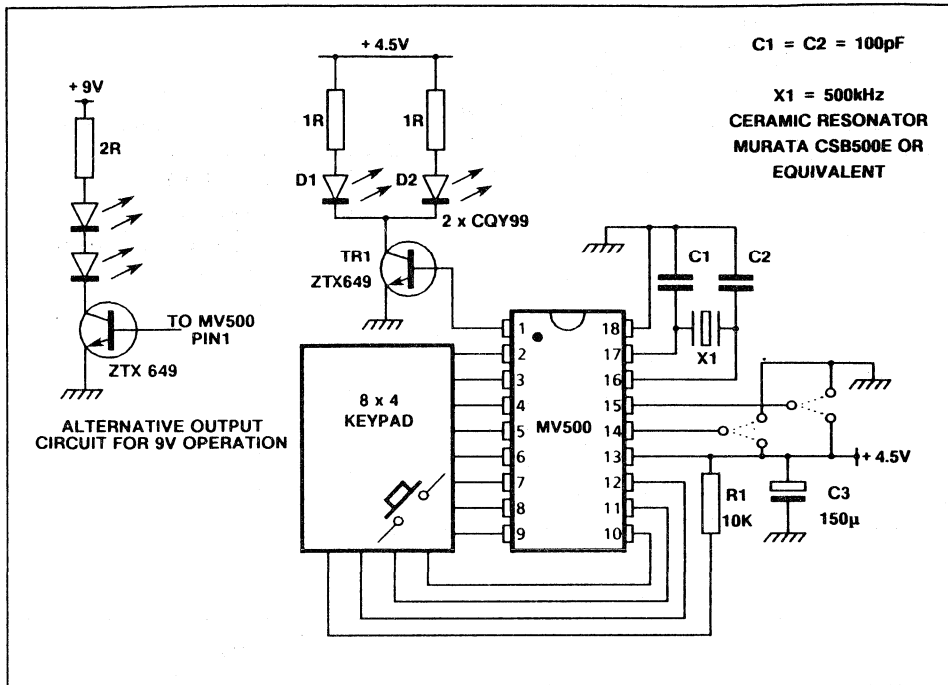 + 4.5V
C1 = C2 = 100pF
X1 = 500kHz
CERAMIC RESONATOR
MURATA CSB500E OR
EQUIVALENT
+ 9V
2R
1R
1R
D1
D2
2 x CQY99
TR1
ZTX649
C1
C2
X1
TO MV500
PIN1
ZTX 649
ALTERNATIVE OUTPUT
CIRCUIT FOR 9V OPERATION
8 x 4
KEYPAD
MV500
1
2
3
4
5
6
7
8
9
18
17
16
15
14
13
12
11
10
+ 4.5V
R1
10K
C3
150µ